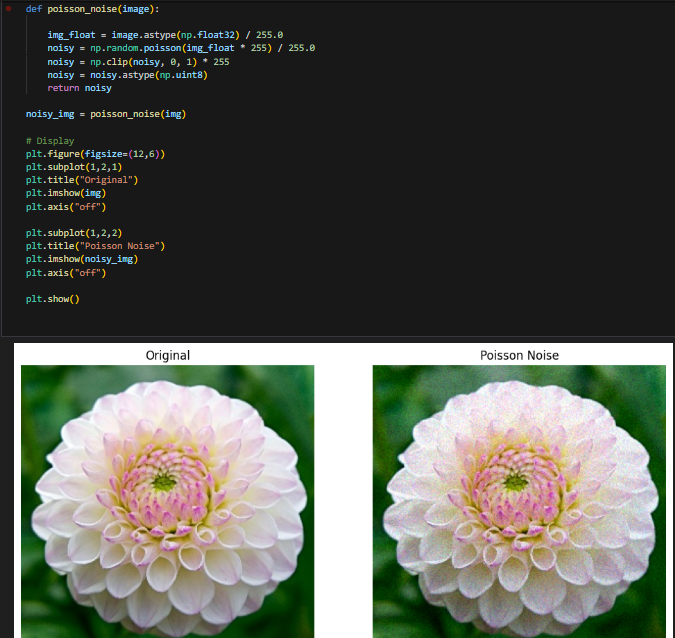 def poisson_noise(image):
img_float = image.astype(np.float32) / 255.0
noisy = np.random.poisson(img_float * 255) / 255.0
noisy = np.clip(noisy, 0, 1) * 255
noisy = noisy.astype(np.uint8)
return noisy
noisy_img = poisson_noise(img)
# Display
plt.figure(figsize=(12,6))
plt.subplot(1,2,1)
plt.title("Original")
plt.imshow(img)
plt.axis("off")
plt.subplot(1,2,2)
plt.title("Poisson Noise")
plt.imshow(noisy_img)
plt.axis("off")
plt.show()
Original
Poisson Noise